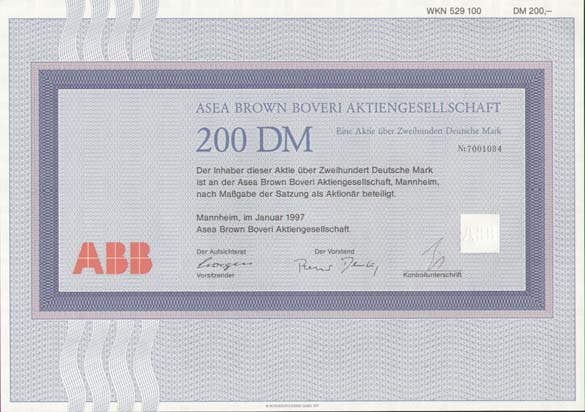 WKN 529 100 DM 200,–
ASEA BROWN BOVERI AKTIENGESELLSCHAFT
200 DM Eine Aktie über Zweihundert Deutsche Mark
Nr7001084
Der Inhaber dieser Aktie über Zweihundert Deutsche Mark
ist an der Asea Brown Boveri Aktiengesellschaft, Mannheim,
nach Maßgabe der Satzung als Aktionär beteiligt.
Mannheim, im Januar 1997
Asea Brown Boveri Aktiengesellschaft
ABB
ABB
Der Aufsichtsrat Der Vorstand
Vorsitzender Kontrollunterschrift